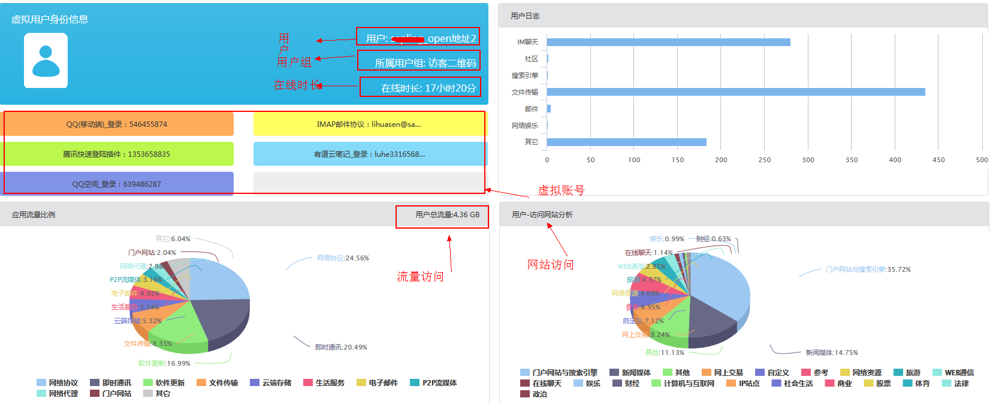 虚拟用户身份信息
用户
用户: _open地址2
用户组
所属用户组: 访客二维码
在线时长
在线时长: 17小时20分
QQ(移动端)_登录：546455874
IMAP邮件协议：lihuasen@sa...
腾讯快速登陆插件：1353658835
有道云笔记_登录：luhe3316568...
QQ空间_登录：639486287
虚拟账号
用户日志
IM聊天
社区
搜索引擎
文件传输
邮件
网络娱乐
其它
0 50 100 150 200 250 300 350 400 450 500
应用流量比例
用户总流量:4.36 GB
流量访问
其它:6.04%
门户网站:2.04%
网络代理:2.98%
P2P流媒体:3.16%
电子邮件:4.93%
生活服务:5.14%
云端存储:5.32%
文件传输:8.33%
软件更新:16.99%
网络协议:24.56%
即时通讯:20.49%
网络协议 即时通讯 软件更新 文件传输 云端存储 生活服务 电子邮件 P2P流媒体
网络代理 门户网站 其它
用户-访问网站分析
网站访问
娱乐:0.99%
财经:0.63%
在线聊天:1.14%
WEB通信:2.85%
旅游:4.37%
网络资源:4.69%
参考:6.95%
自定义:7.12%
网上交易:8.24%
其他:11.13%
门户网站与搜索引擎:35.72%
新闻媒体:14.75%
门户网站与搜索引擎 新闻媒体 其他 网上交易 自定义 参考 网络资源 旅游 WEB通信
在线聊天 娱乐 财经 计算机与互联网 IP站点 社会生活 商业 股票 体育 法律
政治